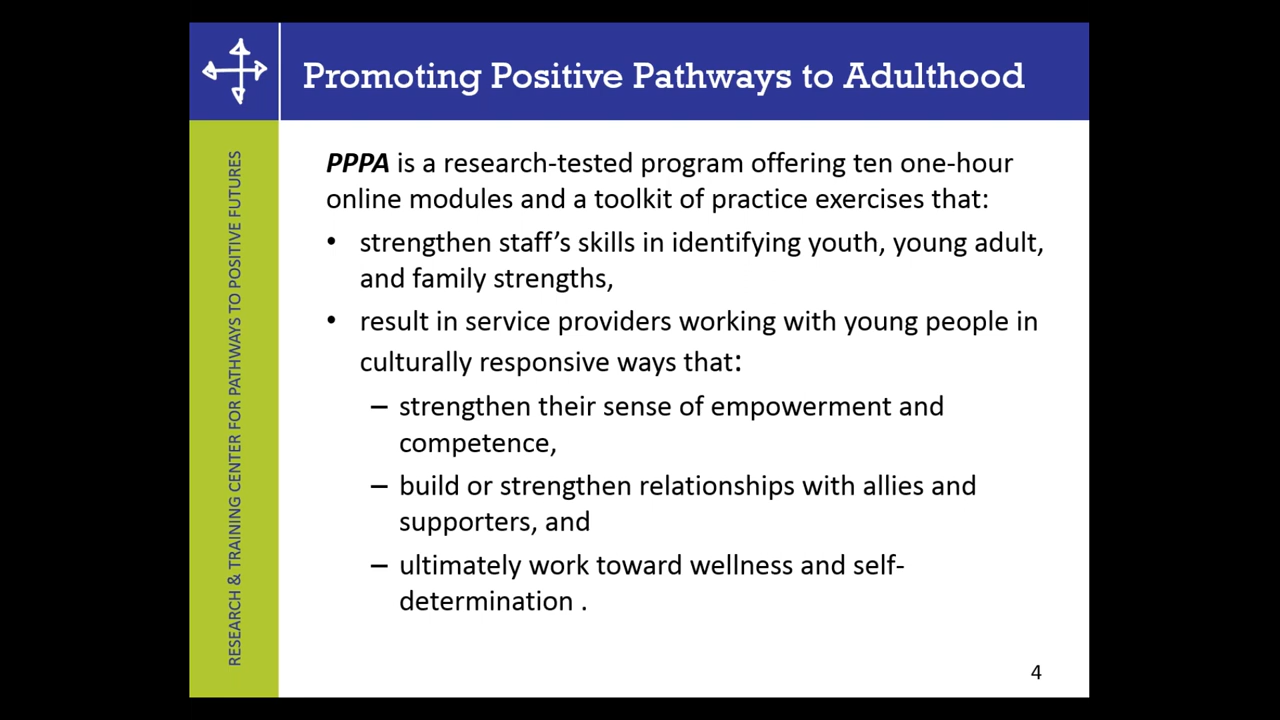 Promoting Positive Pathways to Adulthood
RESEARCH & TRAINING CENTER FOR PATHWAYS TO POSITIVE FUTURES
PPPA is a research-tested program offering ten one-hour
online modules and a toolkit of practice exercises that:
• strengthen staff’s skills in identifying youth, young adult,
and family strengths,
• result in service providers working with young people in
culturally responsive ways that:
– strengthen their sense of empowerment and
competence,
– build or strengthen relationships with allies and
supporters, and
– ultimately work toward wellness and self-
determination .
4